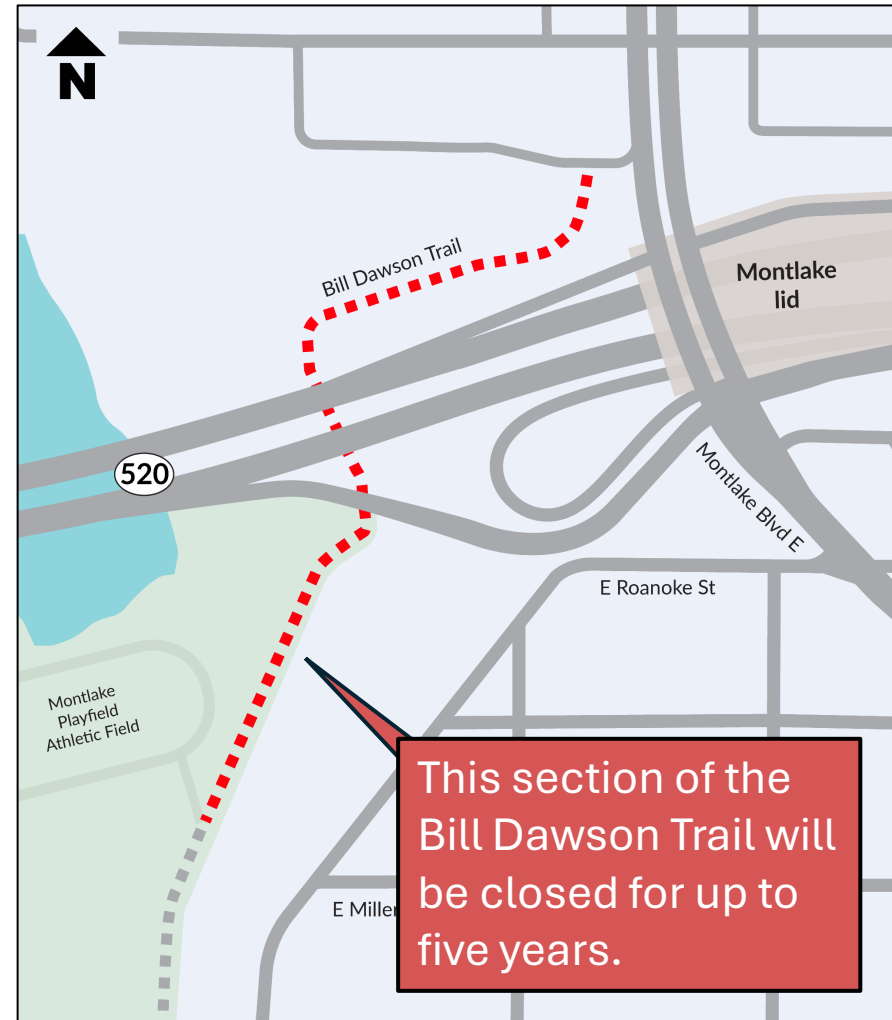 N
Bill Dawson Trail
Montlake
lid
520
Montlake Blvd E
E Roanoke St
Montlake
Playfield
Athletic Field
This section of the
Bill Dawson Trail will
be closed for up to
five years.
E Miller